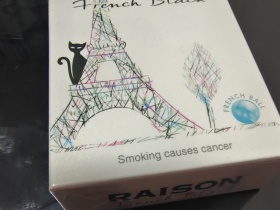 French Black
FRENCH BALL
Smoking causes cancer
RAISON